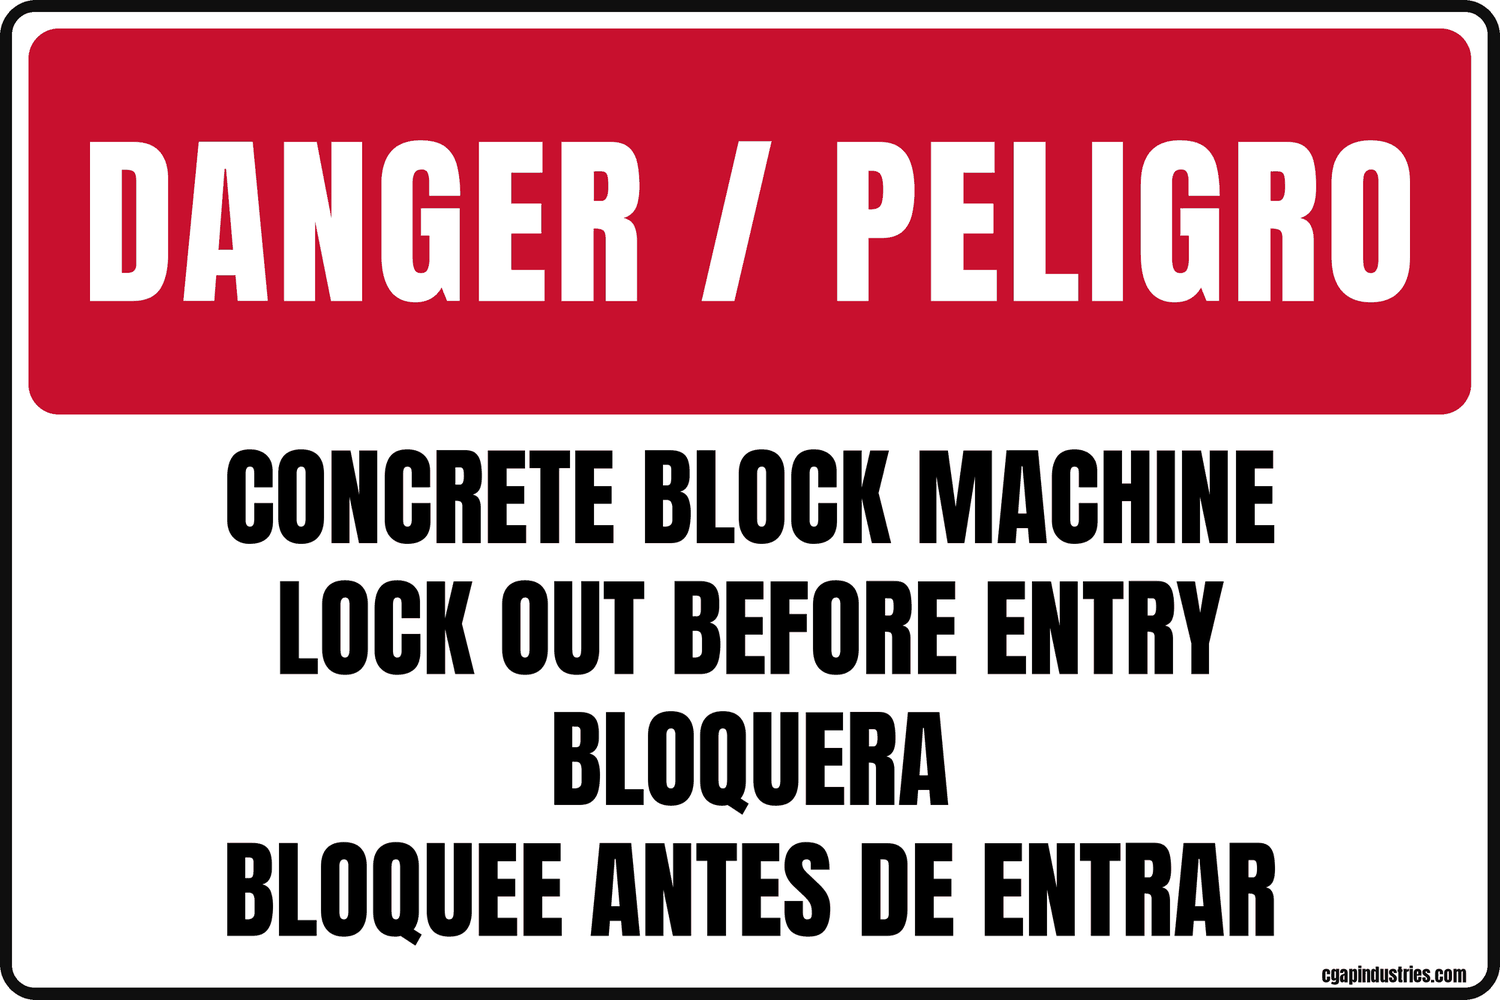 DANGER / PELIGRO
CONCRETE BLOCK MACHINE
LOCK OUT BEFORE ENTRY
BLOQUERA
BLOQUEE ANTES DE ENTRAR
cgapindustries.com